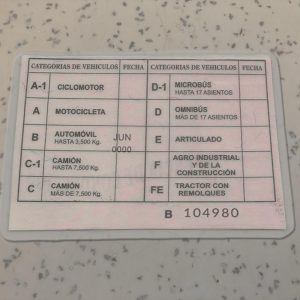 CATEGORIAS DE VEHICULOS FECHA CATEGORIAS DE VEHICULOS FECHA
A-1 CICLOMOTOR D-1 MICROBÚS
HASTA 17 ASIENTOS
A MOTOCICLETA D OMNIBÚS
MÁS DE 17 ASIENTOS
B AUTOMÓVIL
HASTA 3,500 Kg. JUN
0000 E ARTICULADO
C-1 CAMIÓN
HASTA 7,500 Kg. F AGRO INDUSTRIAL
Y DE LA
CONSTRUCCIÓN
C CAMIÓN
MÁS DE 7,500 Kg. FE TRACTOR CON
REMOLQUES
B 104980